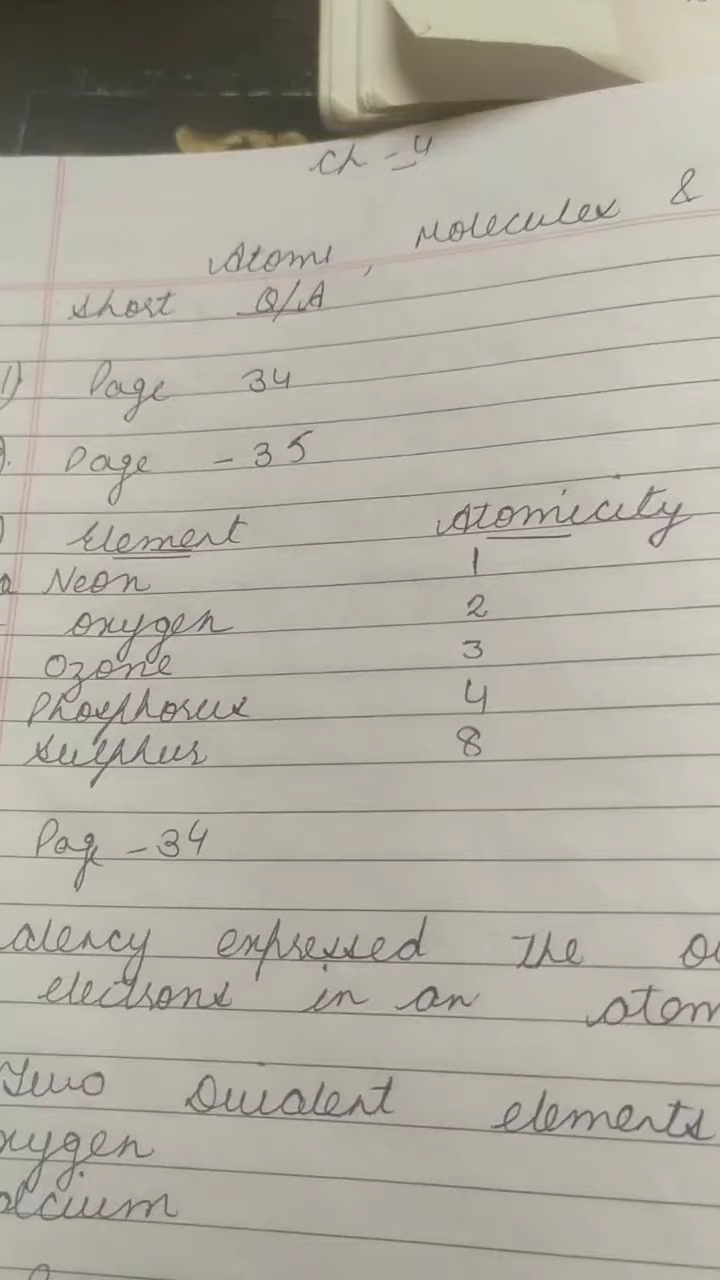 Ch - 4
Atoms, Molecules &
Short Q/A
1) Page 34
Page - 35
Element Atomicity
Neon 1
Oxygen 2
Ozone 3
Phosphorus 4
Sulphur 8
Page - 34
alency expressed the
electrons in an atom
Two Divalent elements
xygen
alcium